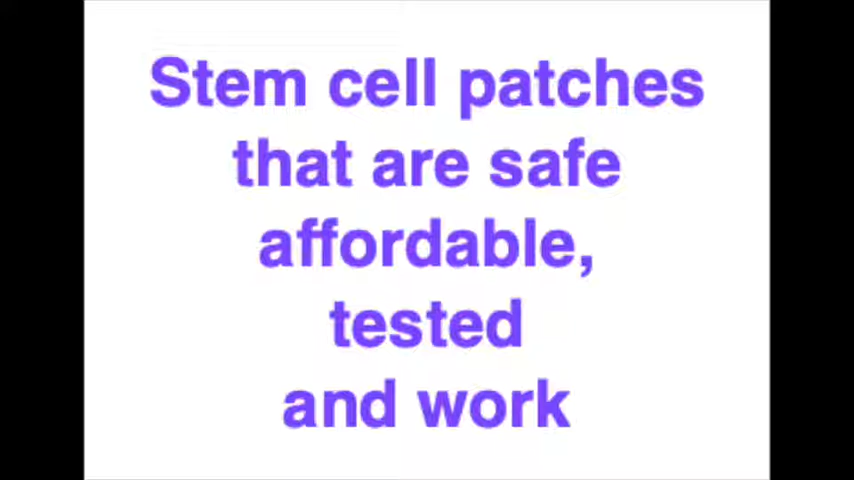 Stem cell patches
that are safe
affordable,
tested
and work